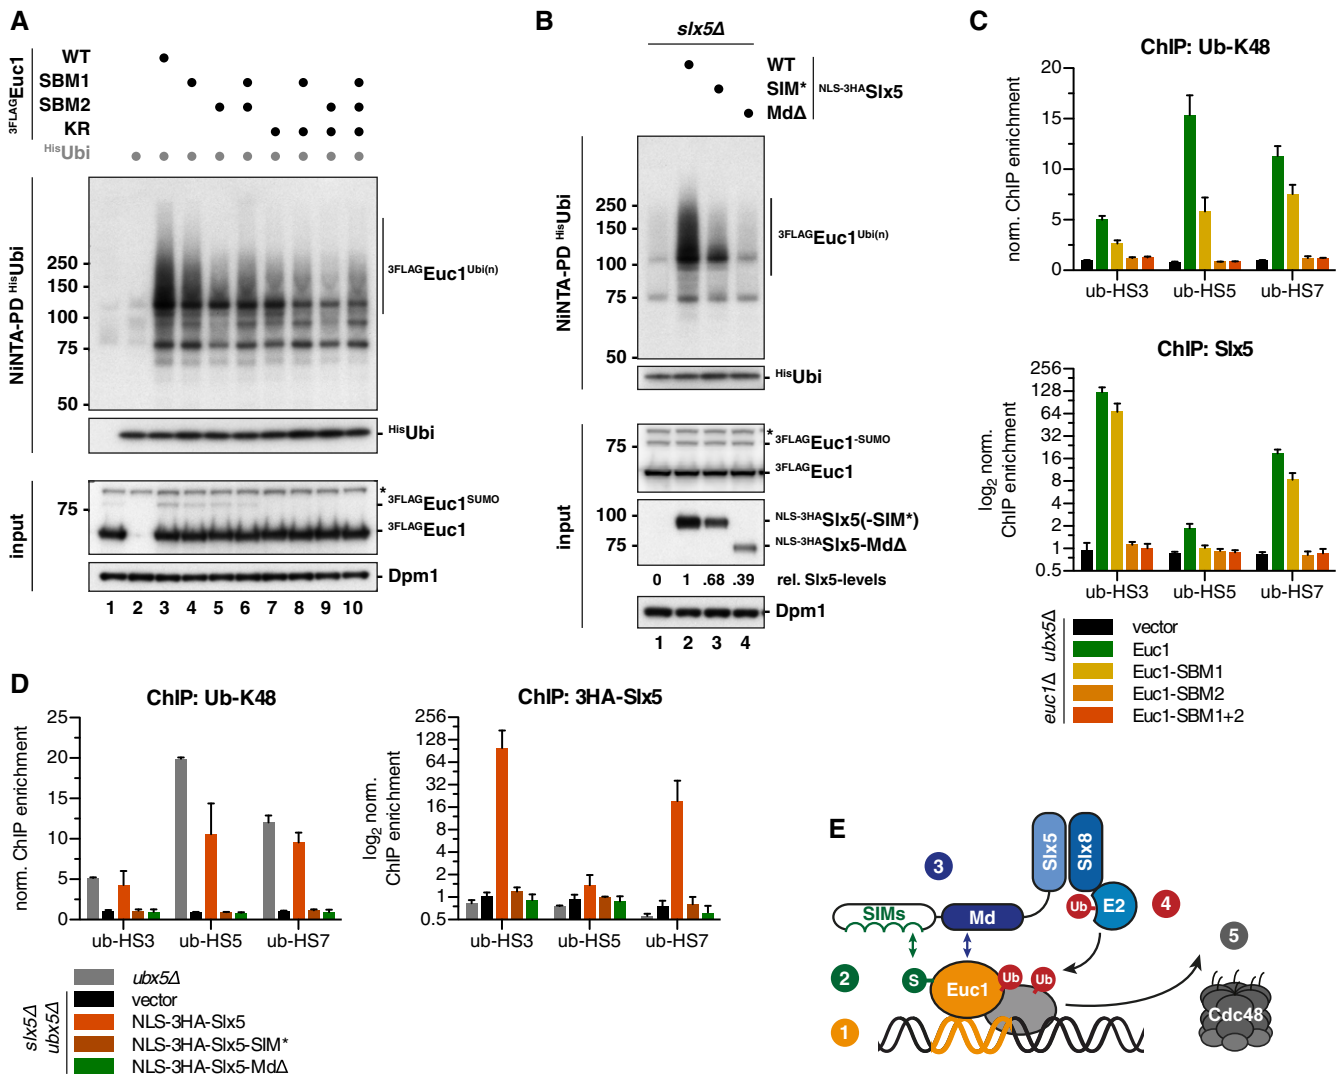 A
3FLAGEuc1
WT
SBM1
SBM2
KR
HisUbi
NiNTA-PD HisUbi
250
150
100
75
50
3FLAGEuc1Ubi(n)
HisUbi
input
75
*
3FLAGEuc1SUMO
3FLAGEuc1
Dpm1
1 2 3 4 5 6 7 8 9 10
B
slx5Δ
WT
SIM*
MdΔ
NLS-3HASlx5
NiNTA-PD HisUbi
250
150
100
75
50
3FLAGEuc1Ubi(n)
HisUbi
input
75
*
3FLAGEuc1-SUMO
3FLAGEuc1
100
75
NLS-3HASlx5(-SIM*)
NLS-3HASlx5-MdΔ
0 1 .68 .39 rel. Slx5-levels
Dpm1
1 2 3 4
C
ChIP: Ub-K48
norm. ChIP enrichment
20
15
10
5
0
ub-HS3 ub-HS5 ub-HS7
ChIP: Slx5
log2 norm.
ChIP enrichment
256
128
64
32
16
8
4
2
1
0.5
ub-HS3 ub-HS5 ub-HS7
euc1Δ ubx5Δ
vector
Euc1
Euc1-SBM1
Euc1-SBM2
Euc1-SBM1+2
D
ChIP: Ub-K48
norm. ChIP enrichment
25
20
15
10
5
0
ub-HS3 ub-HS5 ub-HS7
ChIP: 3HA-Slx5
log2 norm.
ChIP enrichment
256
128
64
32
16
8
4
2
1
0.5
ub-HS3 ub-HS5 ub-HS7
ubx5Δ
slx5Δ
ubx5Δ
vector
NLS-3HA-Slx5
NLS-3HA-Slx5-SIM*
NLS-3HA-Slx5-MdΔ
E
Slx5
Slx8
3
SIMs
Md
Ub
E2
4
5
2
S
Euc1
Ub
Ub
1
Cdc48